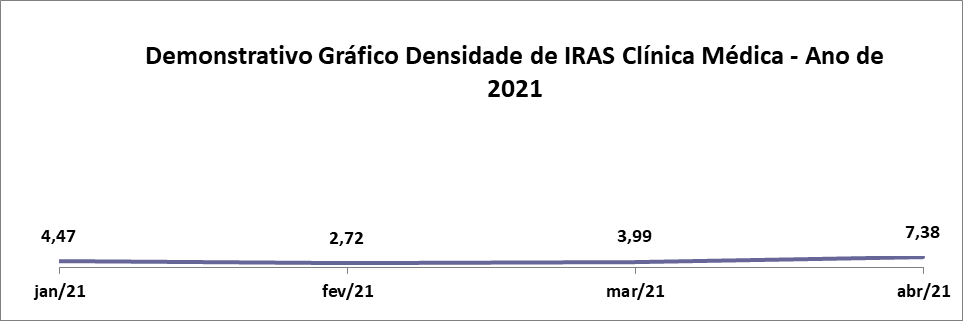 Demonstrativo Gráfico Densidade de IRAS Clínica Médica - Ano de
2021
4,47 2,72 3,99 7,38
jan/21 fev/21 mar/21 abr/21